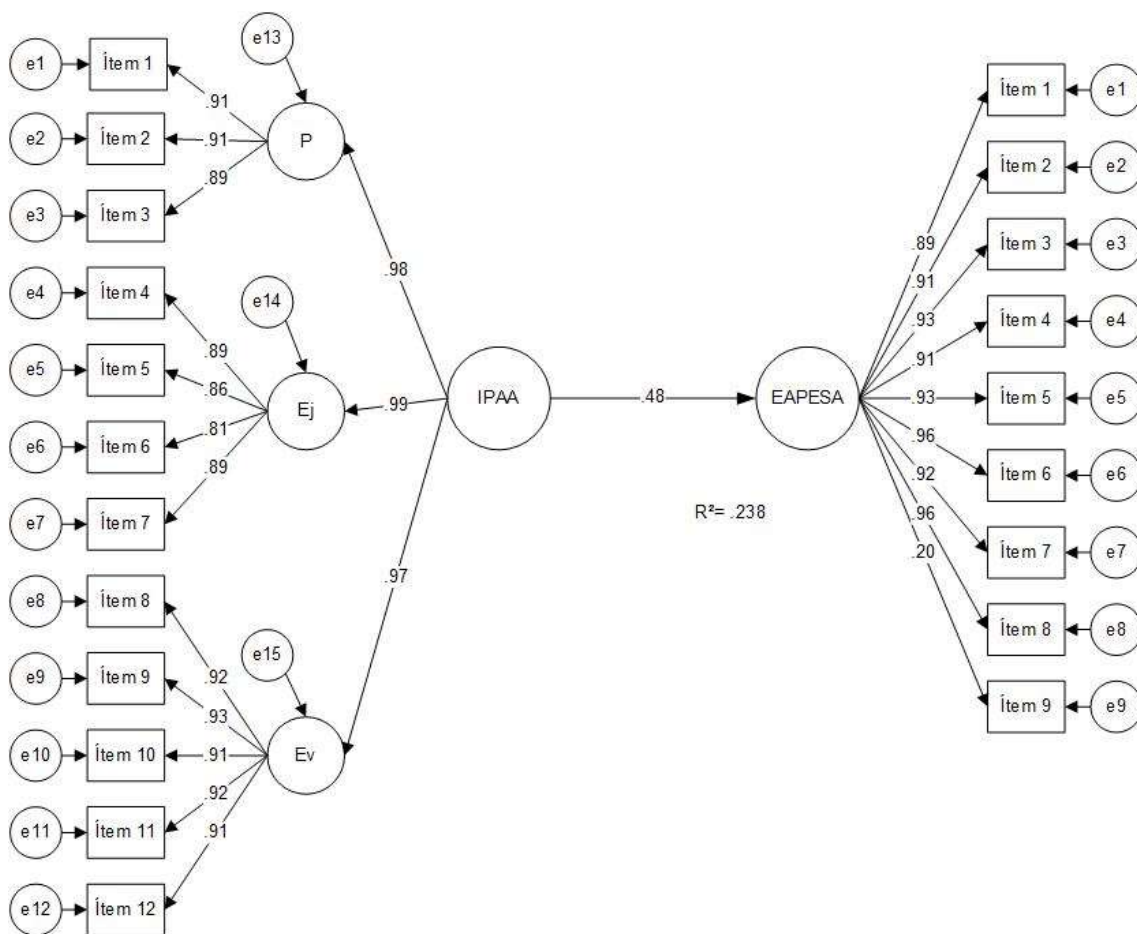 e1
Ítem 1
.91
e2
Ítem 2
.91
e3
Ítem 3
.89
e13
P
e4
Ítem 4
.89
e5
Ítem 5
.86
e6
Ítem 6
.81
e7
Ítem 7
.89
e14
Ej
e8
Ítem 8
.92
e9
Ítem 9
.93
e10
Ítem 10
.91
e11
Ítem 11
.92
e12
Ítem 12
.91
e15
Ev
.98
.99
.97
IPAA
.48
EAPESA
R²= .238
.89
Ítem 1
e1
.91
Ítem 2
e2
.93
Ítem 3
e3
.91
Ítem 4
e4
.93
Ítem 5
e5
.96
Ítem 6
e6
.92
Ítem 7
e7
.96
Ítem 8
e8
.20
Ítem 9
e9